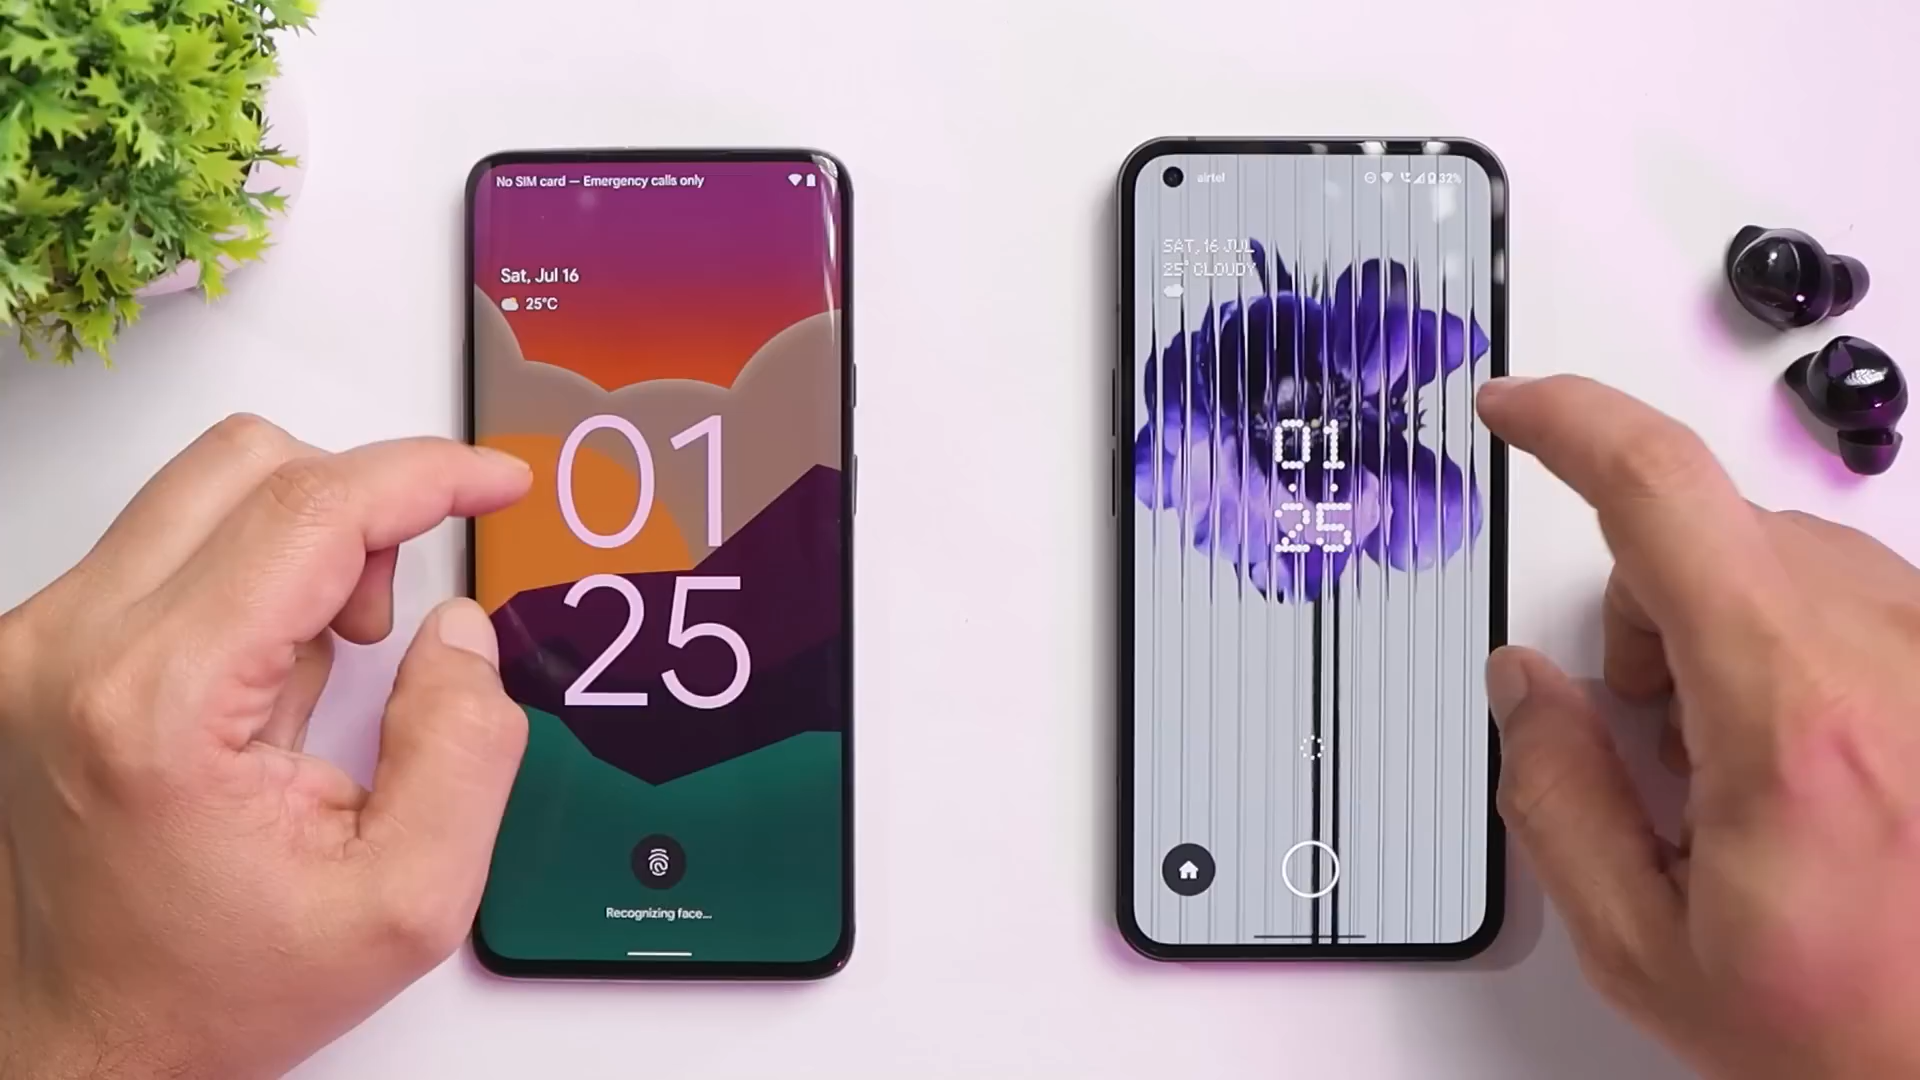 No SIM card — Emergency calls only
Sat, Jul 16
25°C
01
25
Recognizing face...
airtel
32%
SAT, 16 JUL
25° CLOUDY
01
25